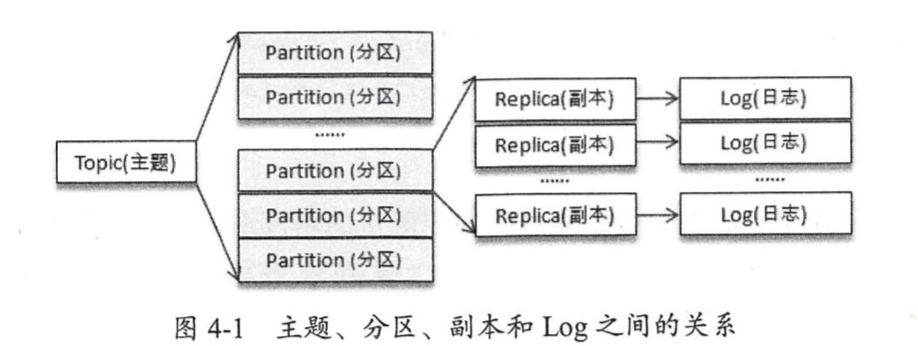 Topic(主题)
Partition (分区)
Partition (分区)
......
Partition (分区)
Partition (分区)
Partition (分区)
Replica(副本)
Replica(副本)
......
Replica(副本)
Log(日志)
Log(日志)
......
Log(日志)
图 4-1 主题、分区、副本和 Log 之间的关系